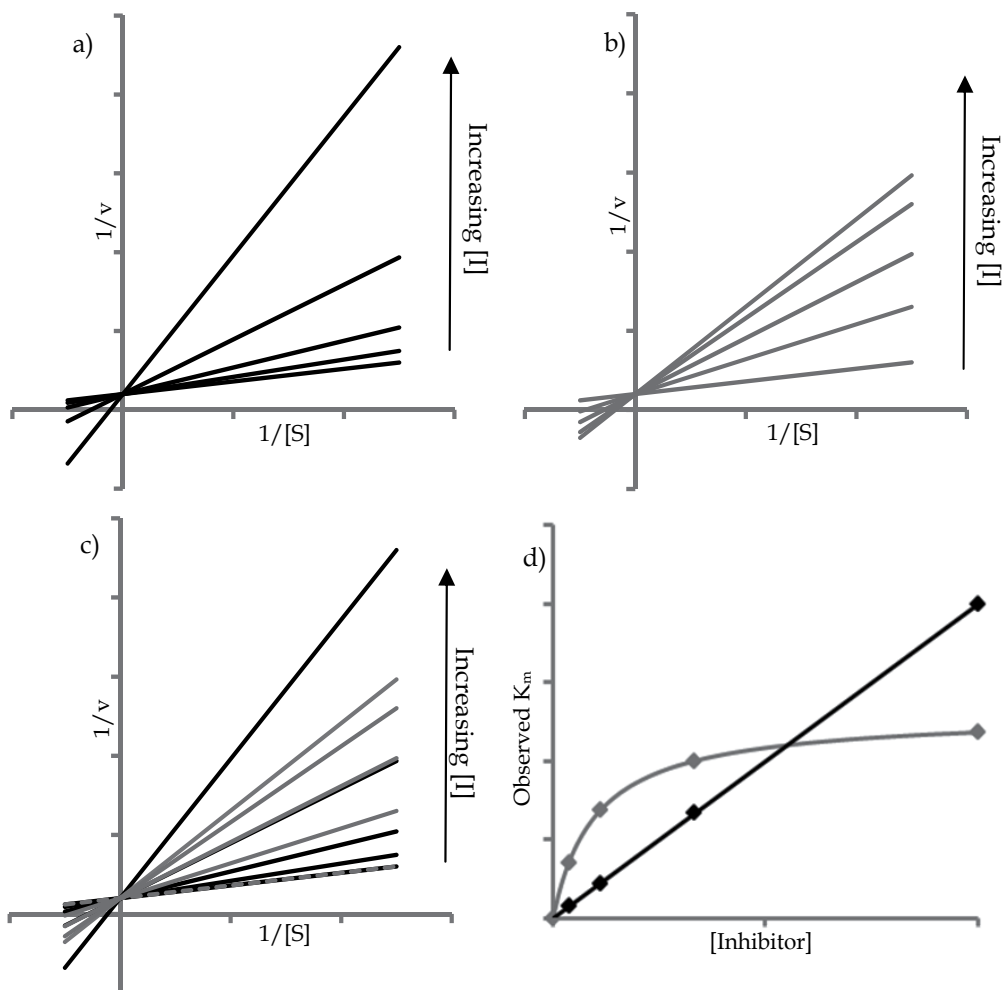 a)
1/v
Increasing [I]
1/[S]
b)
1/v
Increasing [I]
1/[S]
c)
1/v
Increasing [I]
1/[S]
d)
Observed Km
[Inhibitor]